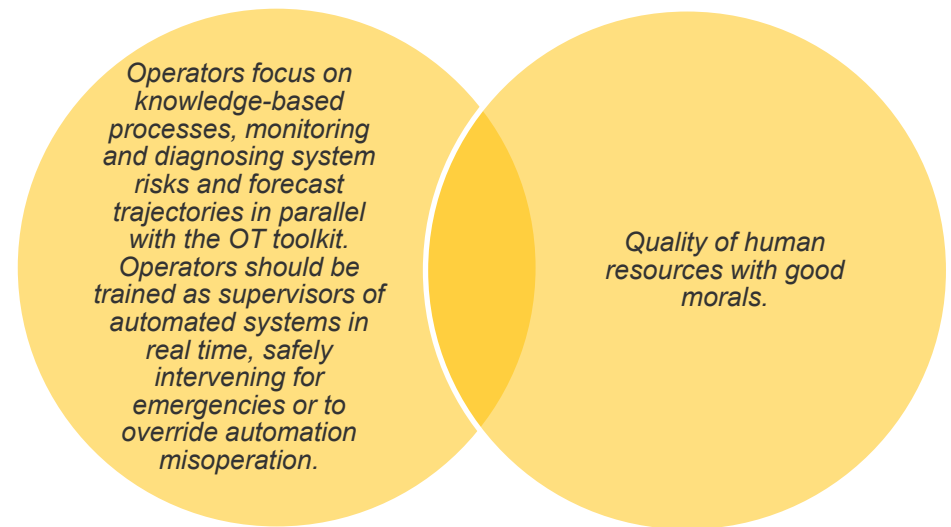 Operators focus on
knowledge-based
processes, monitoring
and diagnosing system
risks and forecast
trajectories in parallel
with the OT toolkit.
Operators should be
trained as supervisors of
automated systems in
real time, safely
intervening for
emergencies or to
override automation
misoperation.
Quality of human
resources with good
morals.